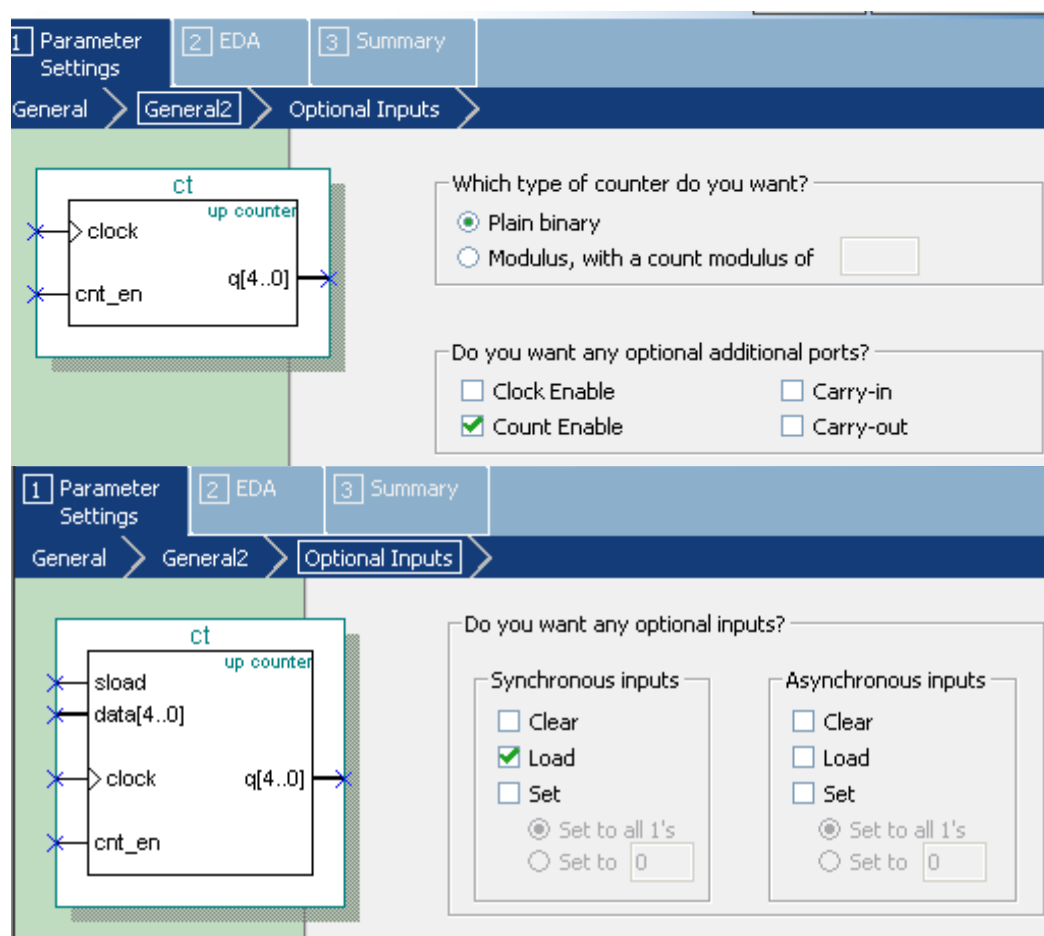 1 Parameter Settings
2 EDA
3 Summary
General
General2
Optional Inputs
ct
up counter
clock
cnt_en
q[4..0]
Which type of counter do you want?
Plain binary
Modulus, with a count modulus of
Do you want any optional additional ports?
Clock Enable
Carry-in
Count Enable
Carry-out
1 Parameter Settings
2 EDA
3 Summary
General
General2
Optional Inputs
ct
up counter
sload
data[4..0]
clock
q[4..0]
cnt_en
Do you want any optional inputs?
Synchronous inputs
Clear
Load
Set
Set to all 1's
Set to 0
Asynchronous inputs
Clear
Load
Set
Set to all 1's
Set to 0